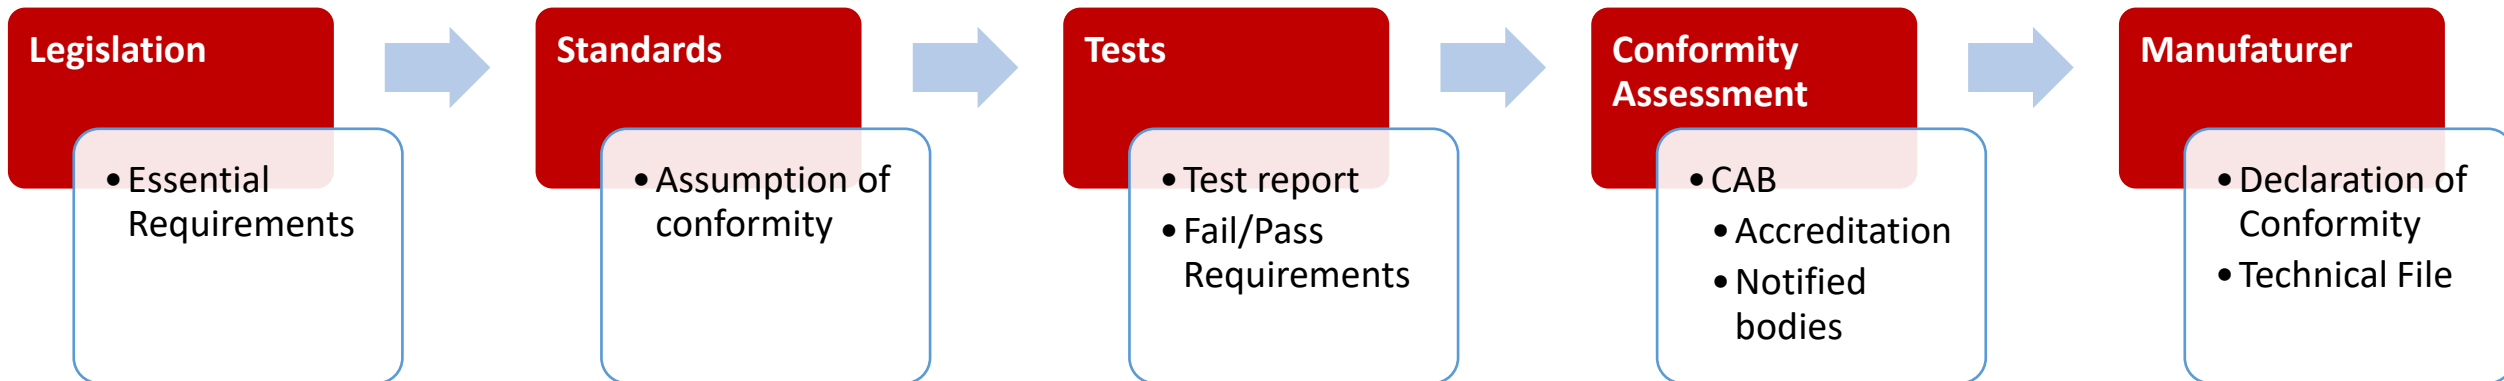 Legislation
• Essential
Requirements
Standards
• Assumption of
conformity
Tests
• Test report
• Fail/Pass
Requirements
Conformity
Assessment
• CAB
• Accreditation
• Notified
bodies
Manufaturer
• Declaration of
Conformity
• Technical File